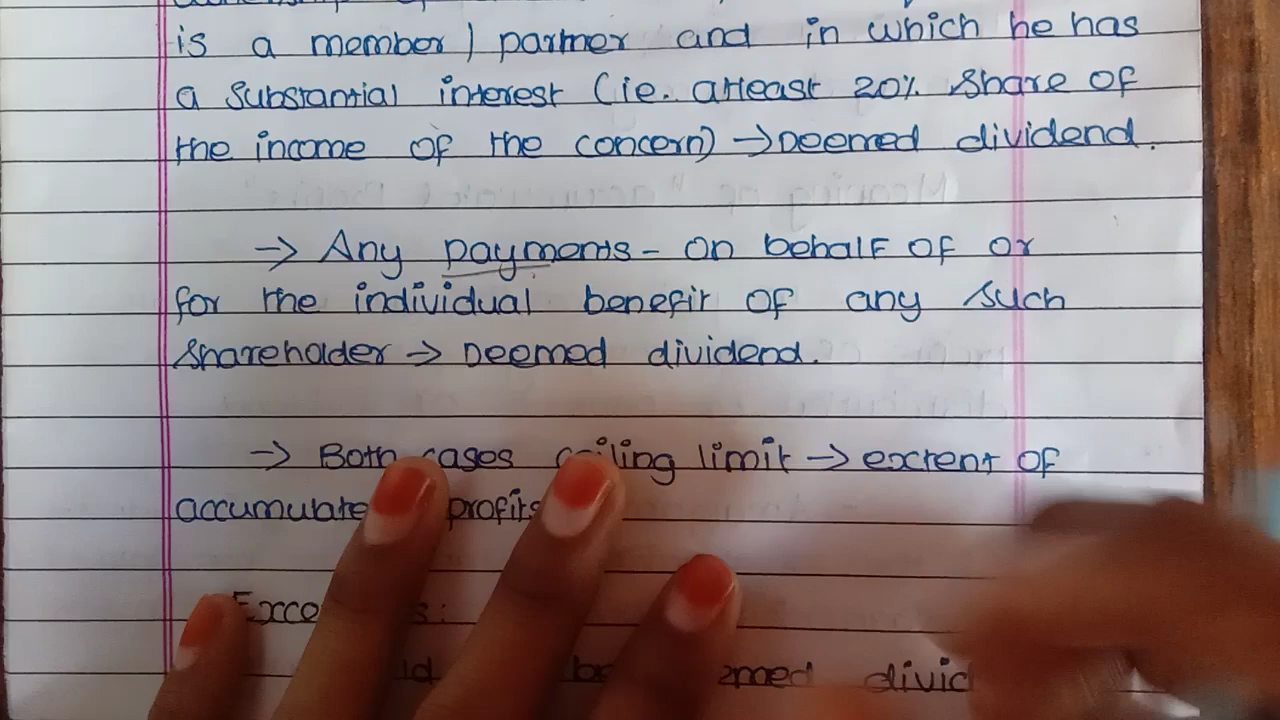 is a member / partner and in which he has
a substantial interest (ie. atleast 20% share of
the income of the concern) → Deemed dividend.
→ Any payments - on behalf of or
for the individual benefit of any such
shareholder → Deemed dividend.
→ Both cases ceiling limit → extent of
accumulate profits
divid